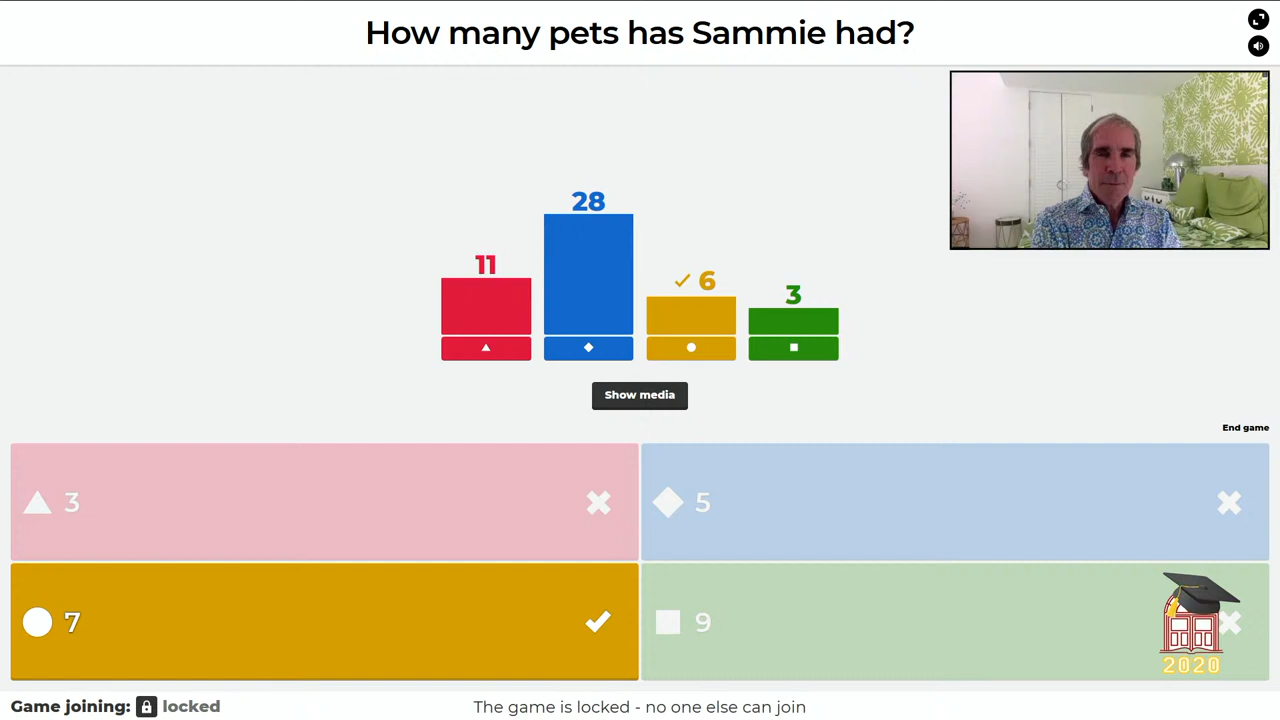 How many pets has Sammie had?
28
11
6
3
Show media
End game
3
5
7
9
2020
Game joining: locked
The game is locked - no one else can join